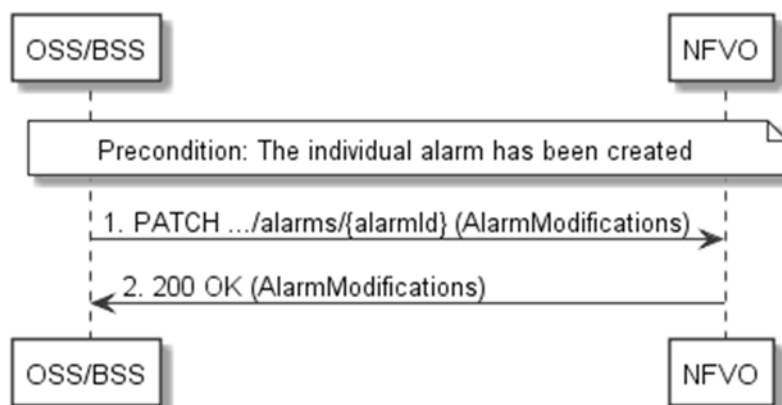 OSS/BSS
NFVO
Precondition: The individual alarm has been created
1. PATCH .../alarms/{alarmId} (AlarmModifications)
2. 200 OK (AlarmModifications)
OSS/BSS
NFVO